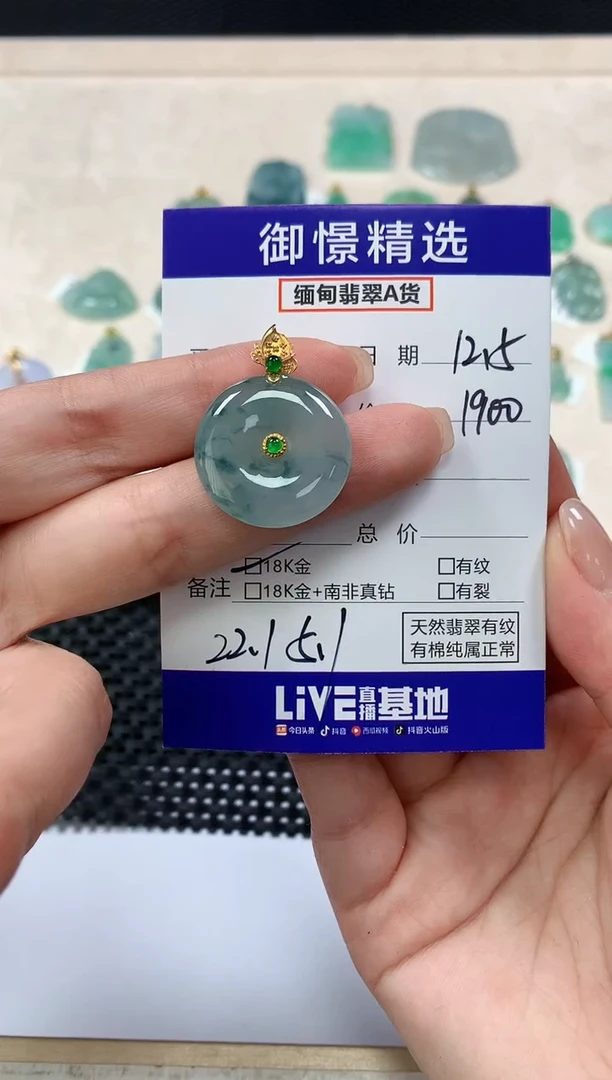 御憬精选
缅甸翡翠A货
日 期 12.5
1900
总 价
□18K金 □有纹
备注 □18K金+南非真钻 □有裂
22.1 5.1
天然翡翠有纹
有棉纯属正常
LiVE直播基地
今日头条 抖音 西瓜视频 抖音火山版